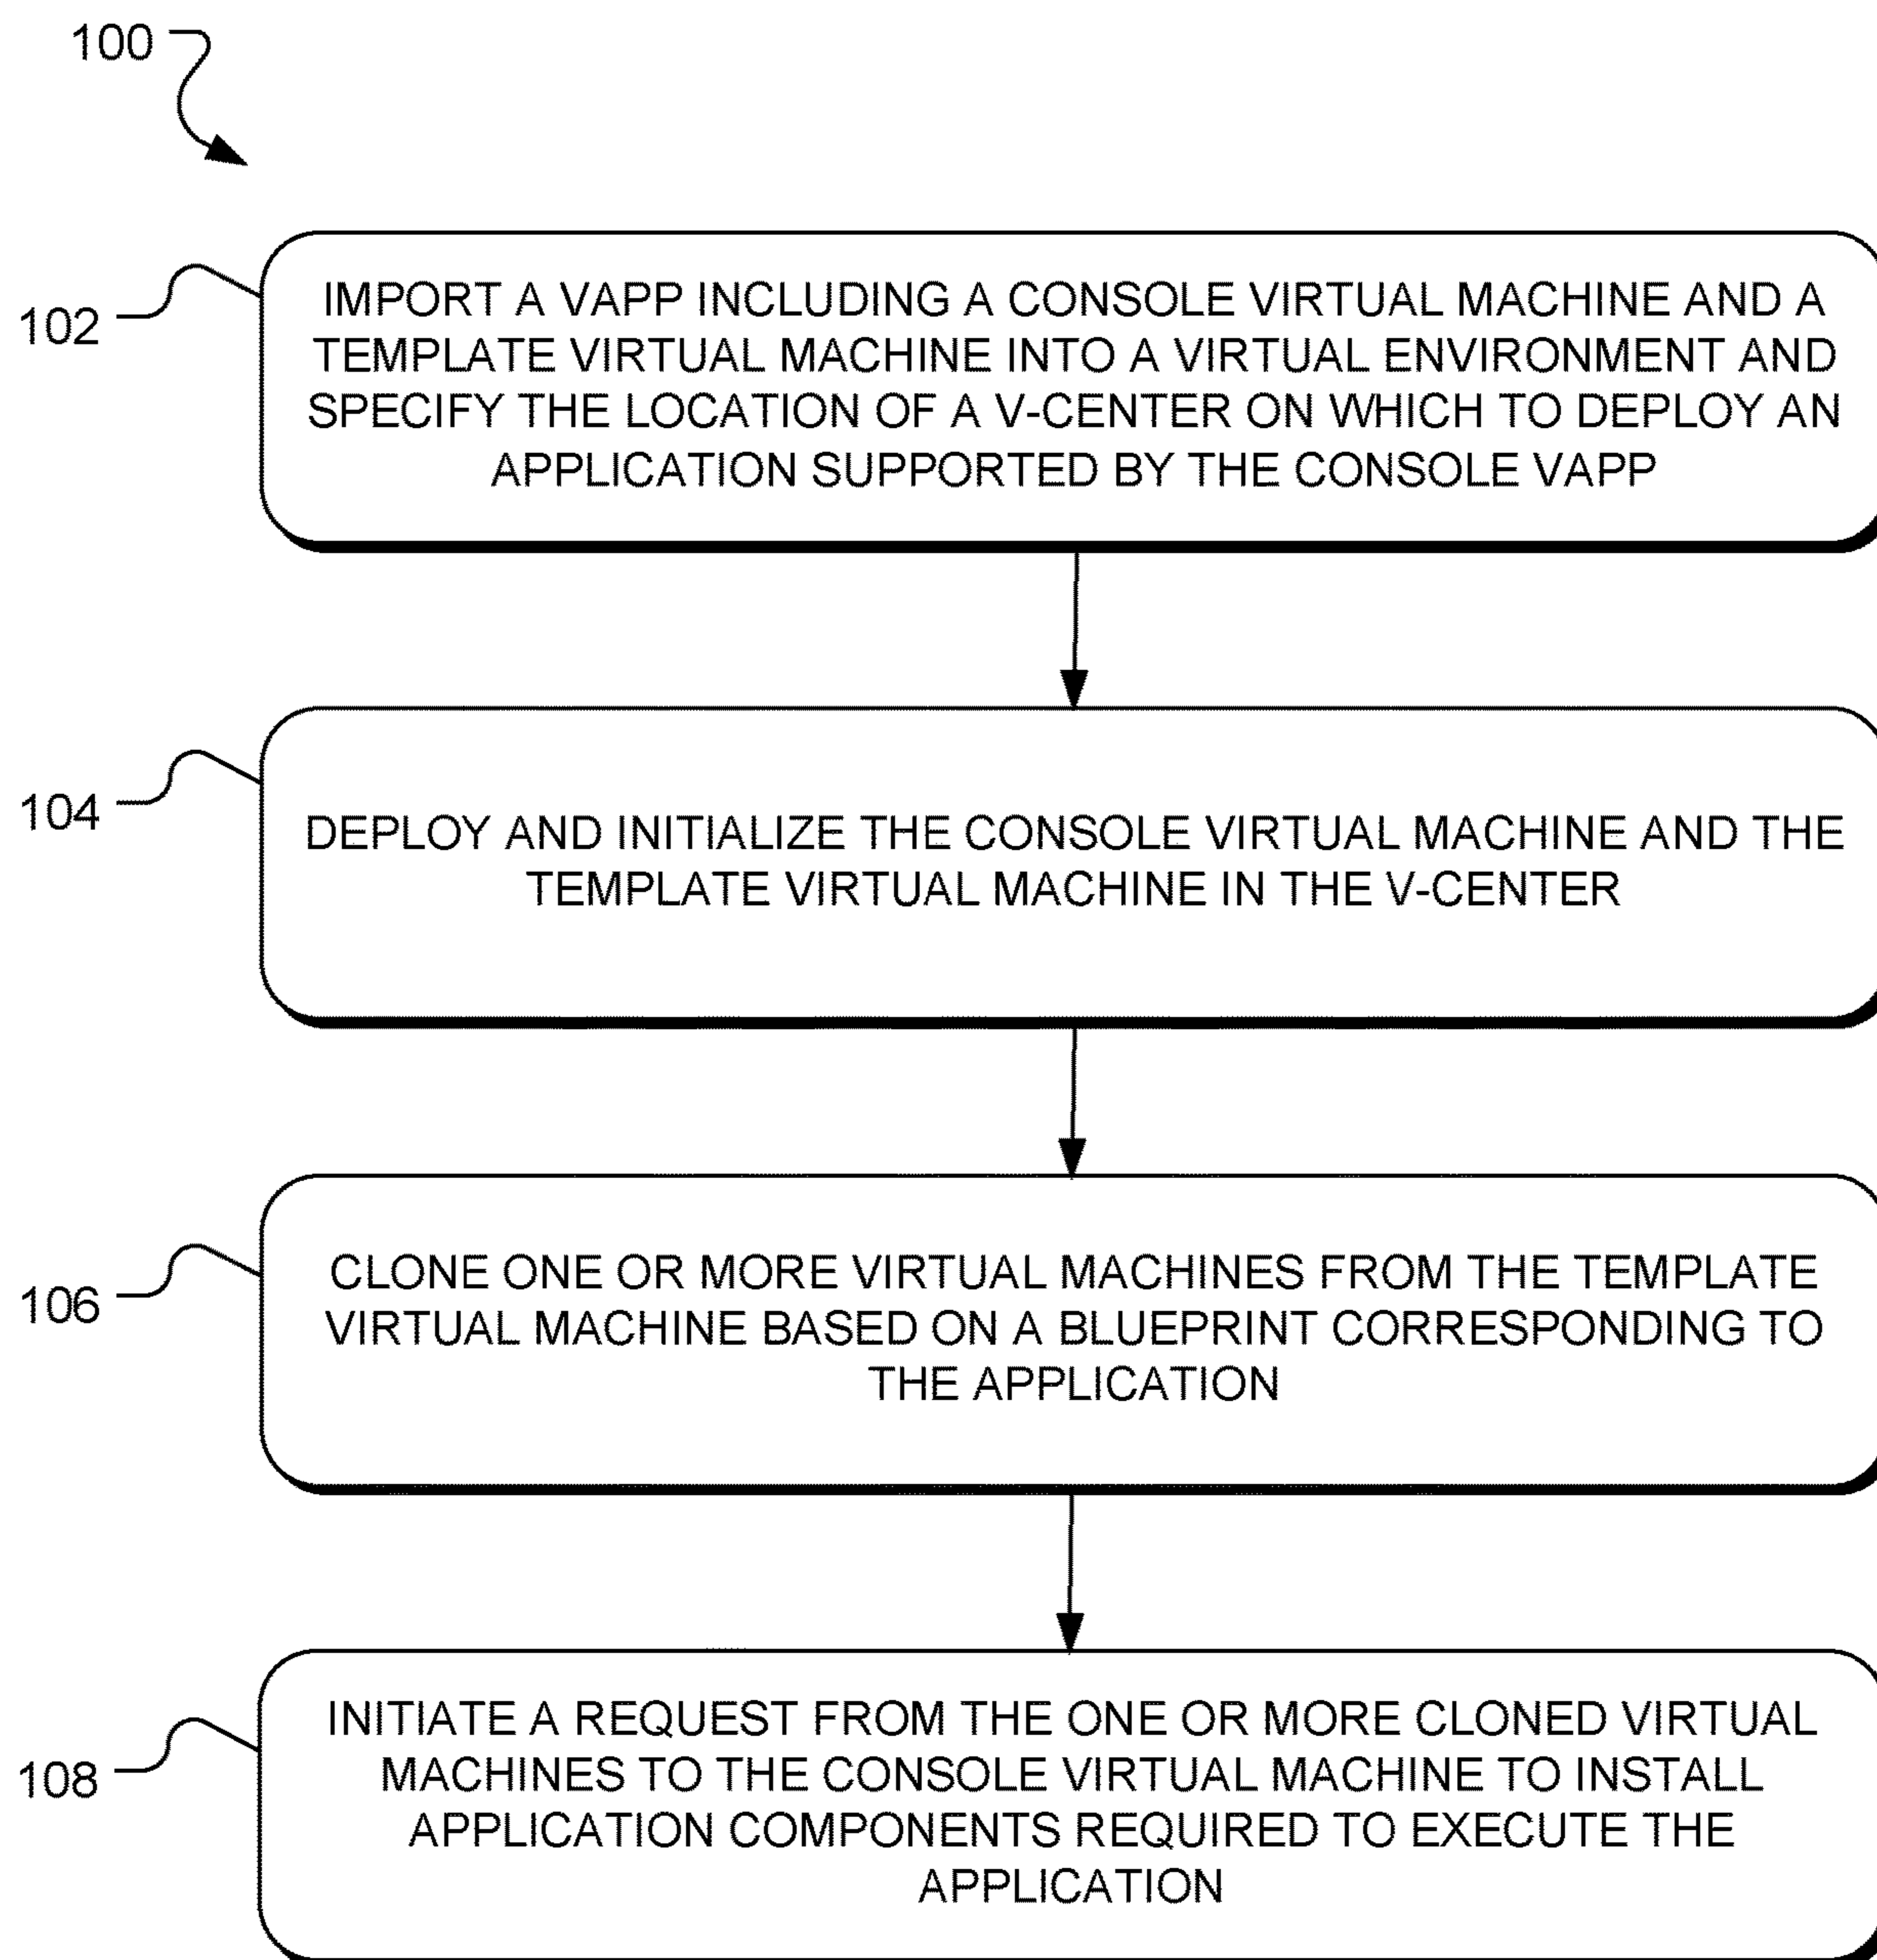 100
102
IMPORT A VAPP INCLUDING A CONSOLE VIRTUAL MACHINE AND A
TEMPLATE VIRTUAL MACHINE INTO A VIRTUAL ENVIRONMENT AND
SPECIFY THE LOCATION OF A V-CENTER ON WHICH TO DEPLOY AN
APPLICATION SUPPORTED BY THE CONSOLE VAPP
104
DEPLOY AND INITIALIZE THE CONSOLE VIRTUAL MACHINE AND THE
TEMPLATE VIRTUAL MACHINE IN THE V-CENTER
106
CLONE ONE OR MORE VIRTUAL MACHINES FROM THE TEMPLATE
VIRTUAL MACHINE BASED ON A BLUEPRINT CORRESPONDING TO
THE APPLICATION
108
INITIATE A REQUEST FROM THE ONE OR MORE CLONED VIRTUAL
MACHINES TO THE CONSOLE VIRTUAL MACHINE TO INSTALL
APPLICATION COMPONENTS REQUIRED TO EXECUTE THE
APPLICATION